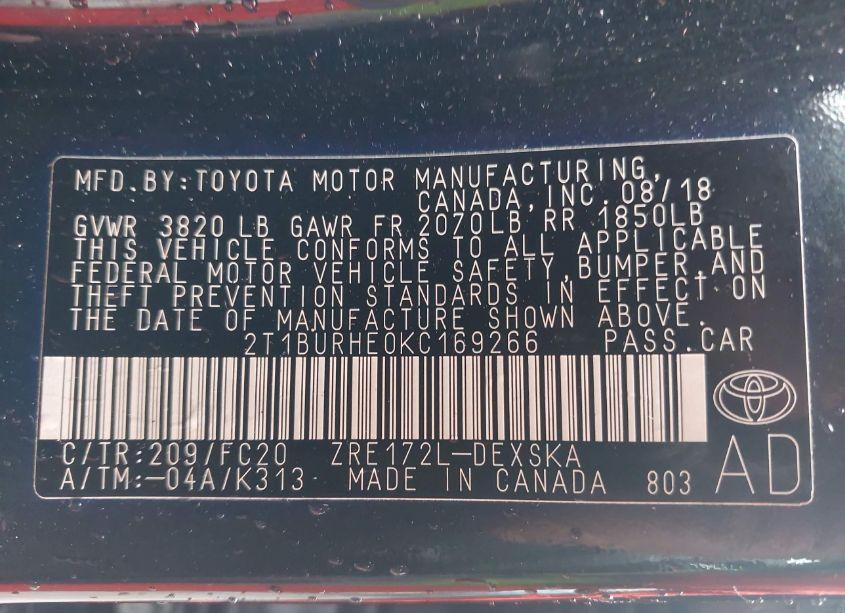 MFD.BY:TOYOTA MOTOR MANUFACTURING,
CANADA, INC. 08/18
GVWR 3820 LB GAWR FR 2070LB RR 1850LB
THIS VEHICLE CONFORMS TO ALL APPLICABLE
FEDERAL MOTOR VEHICLE SAFETY,BUMPER,AND
THEFT PREVENTION STANDARDS IN EFFECT ON
THE DATE OF MANUFACTURE SHOWN ABOVE.
2T1BURHE0KC169266 PASS.CAR
C/TR:209/FC20 ZRE172L-DEXSKA
A/TM:-04A/K313 MADE IN CANADA 803 AD